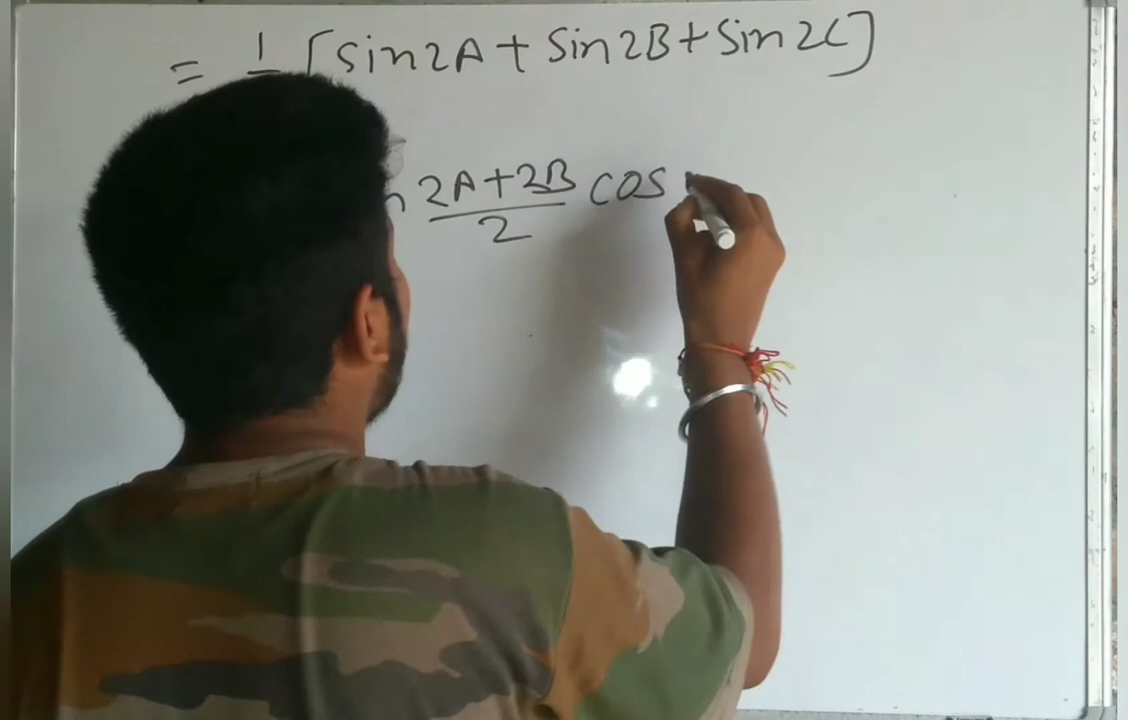 = 1 [sin2A + sin2B + sin2C]
2A+2B cos
2